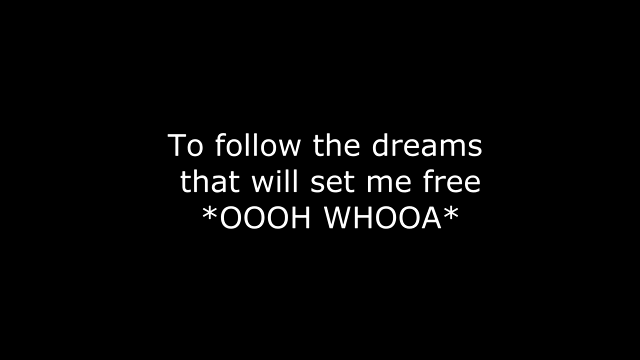 To follow the dreams
that will set me free
*OOOH WHOOA*